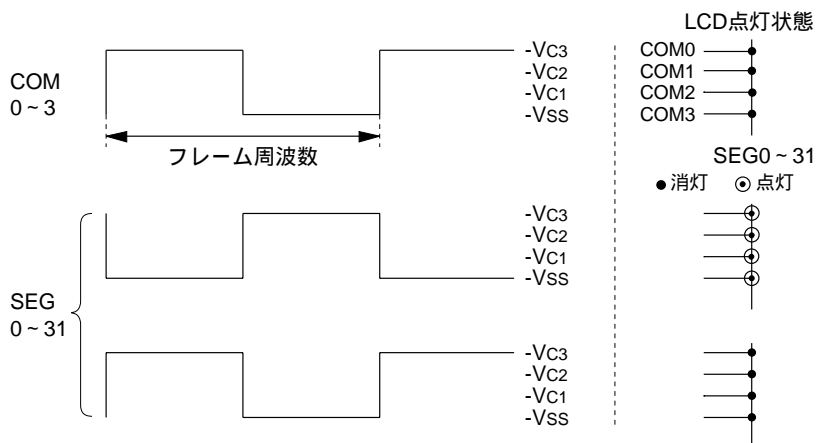 LCD点灯状態
COM
0 ~ 3
-VC3
-VC2
-VC1
-VSS
フレーム周波数
COM0
COM1
COM2
COM3
SEG0 ~ 31
●消灯 ◉点灯
SEG
0 ~ 31
-VC3
-VC2
-VC1
-VSS
-VC3
-VC2
-VC1
-VSS